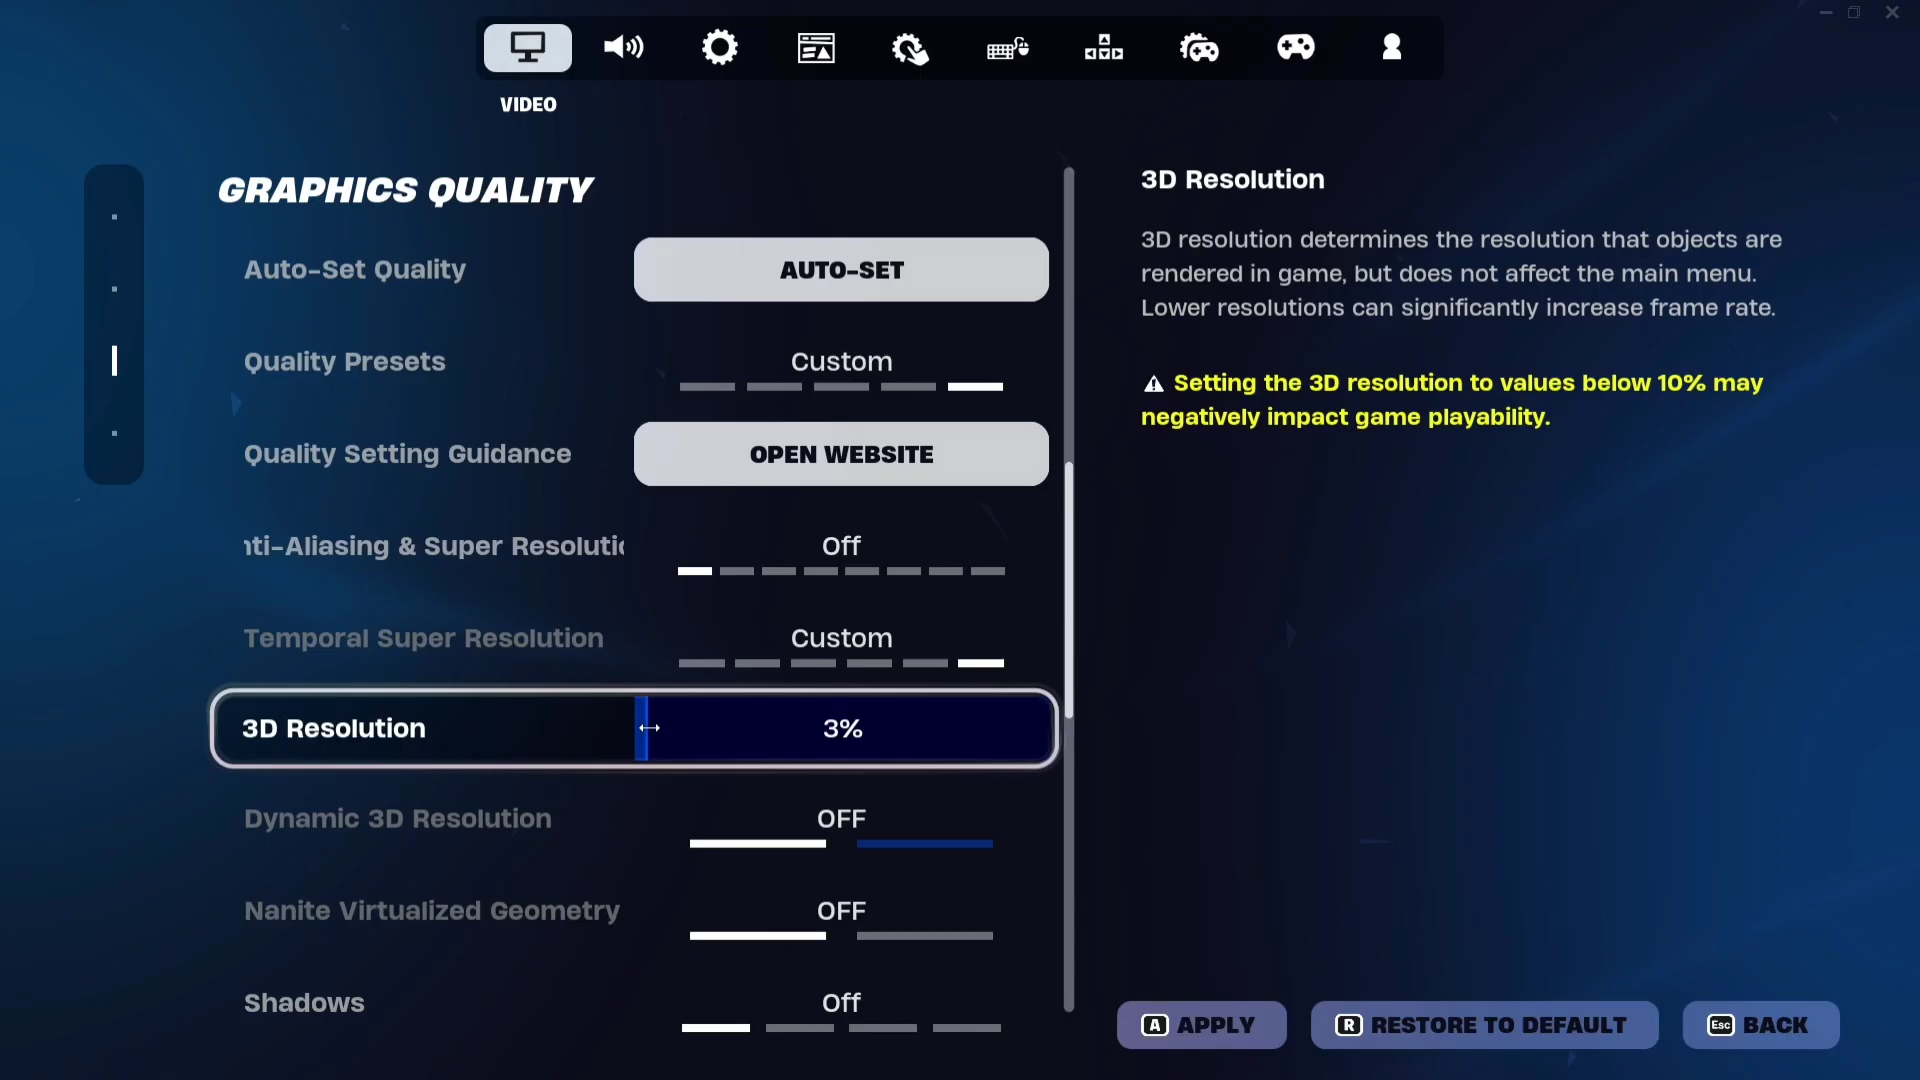 VIDEO
GRAPHICS QUALITY
Auto-Set Quality
AUTO-SET
Quality Presets
Custom
Quality Setting Guidance
OPEN WEBSITE
nti-Aliasing & Super Resolutio
Off
Temporal Super Resolution
Custom
3D Resolution
3%
Dynamic 3D Resolution
OFF
Nanite Virtualized Geometry
OFF
Shadows
Off
3D Resolution
3D resolution determines the resolution that objects are
rendered in game, but does not affect the main menu.
Lower resolutions can significantly increase frame rate.
Setting the 3D resolution to values below 10% may
negatively impact game playability.
A APPLY
R RESTORE TO DEFAULT
Esc BACK